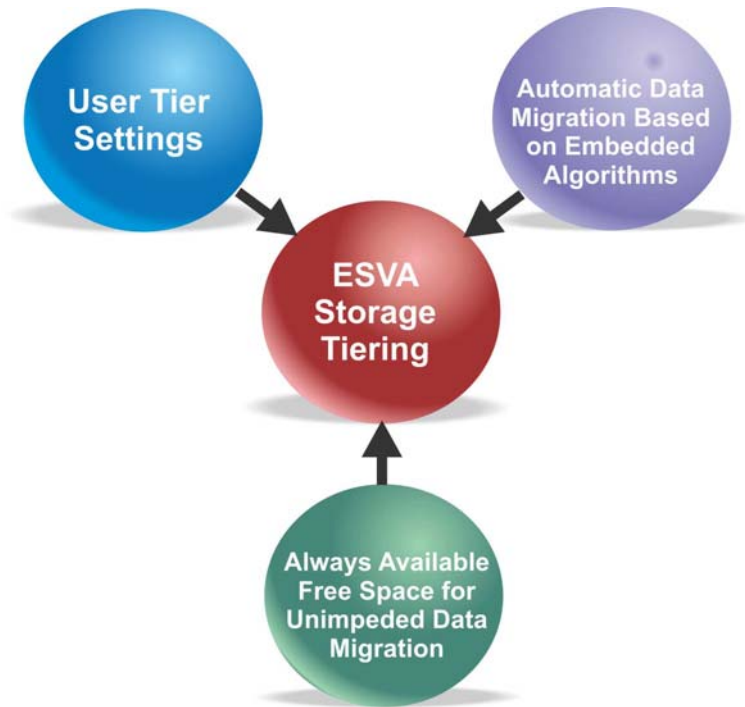 User Tier
Settings
Automatic Data
Migration Based
on Embedded
Algorithms
ESVA
Storage
Tiering
Always Available
Free Space for
Unimpeded Data
Migration